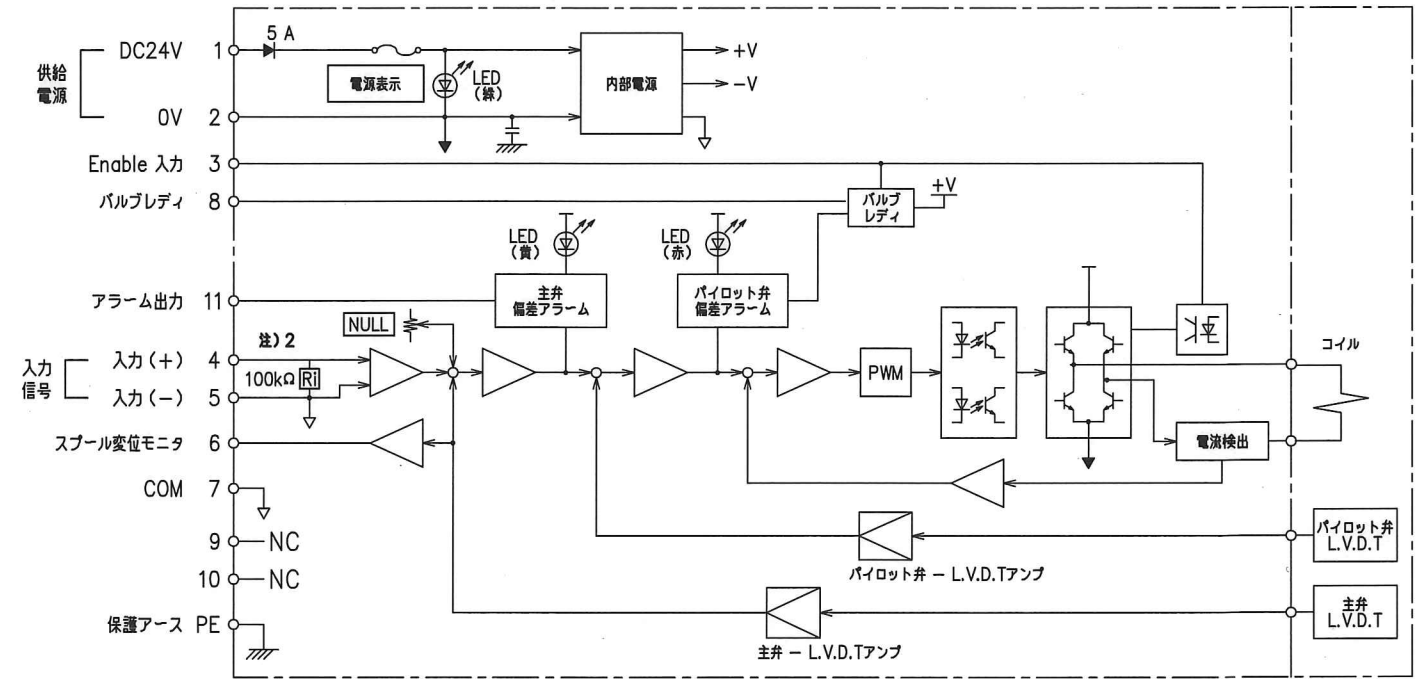 5 A
DC24V 1
供給
電源
電源表示
LED
(緑)
内部電源
+V
-V
0V 2
Enable 入力 3
バルブレディ 8
バルブ
レディ
+V
LED
(黄)
LED
(赤)
アラーム出力 11
主弁
偏差アラーム
パイロット弁
偏差アラーム
NULL
注) 2
入力
信号
入力 (+) 4
100kΩ Ri
入力 (-) 5
PWM
コイル
電流検出
スプール変位モニタ 6
COM 7
9 NC
10 NC
パイロット弁
L.V.D.T
パイロット弁 - L.V.D.Tアンプ
主弁
L.V.D.T
主弁 - L.V.D.Tアンプ
保護アース PE